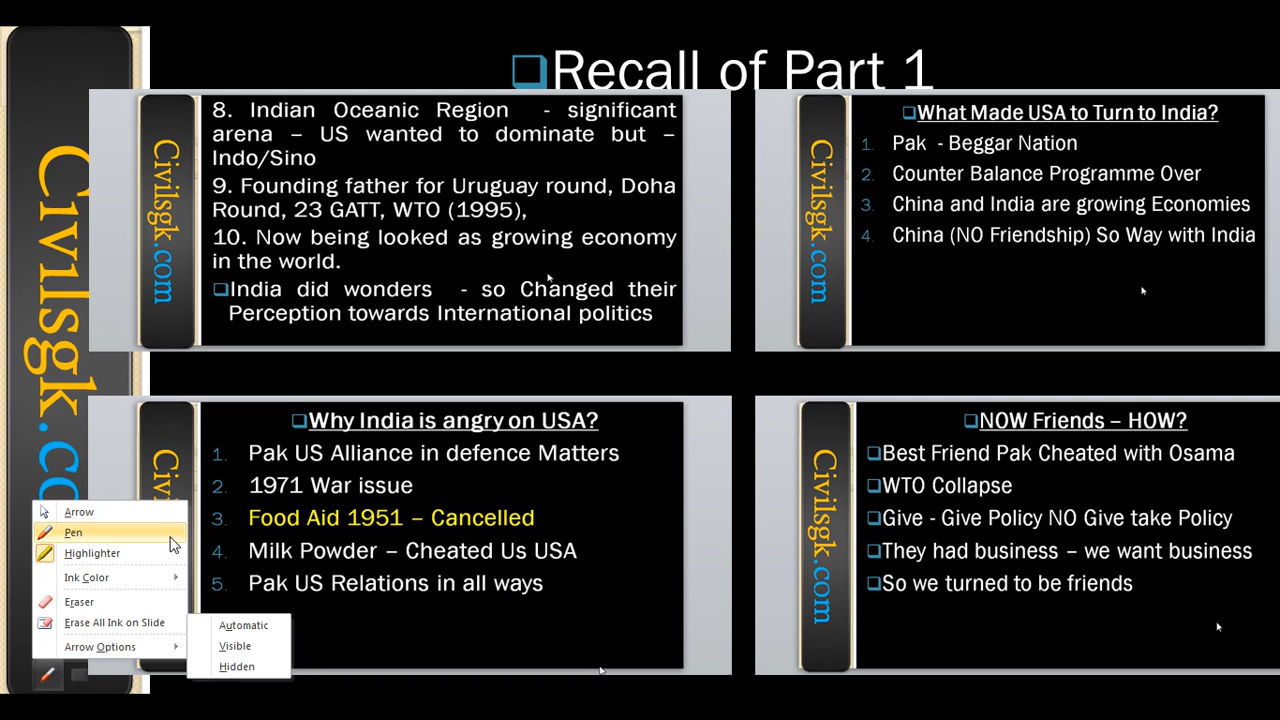 Recall of Part 1
Civilsgk.com
8. Indian Oceanic Region - significant
arena – US wanted to dominate but –
Indo/Sino
9. Founding father for Uruguay round, Doha
Round, 23 GATT, WTO (1995),
10. Now being looked as growing economy
in the world.
India did wonders - so Changed their
Perception towards International politics
Civilsgk.com
What Made USA to Turn to India?
1. Pak - Beggar Nation
2. Counter Balance Programme Over
3. China and India are growing Economies
4. China (NO Friendship) So Way with India
Civilsgk.co
Why India is angry on USA?
1. Pak US Alliance in defence Matters
2. 1971 War issue
3. Food Aid 1951 – Cancelled
4. Milk Powder – Cheated Us USA
5. Pak US Relations in all ways
Civilsgk.com
NOW Friends – HOW?
Best Friend Pak Cheated with Osama
WTO Collapse
Give - Give Policy NO Give take Policy
They had business – we want business
So we turned to be friends
Arrow
Pen
Highlighter
Ink Color
Eraser
Erase All Ink on Slide
Arrow Options
Automatic
Visible
Hidden